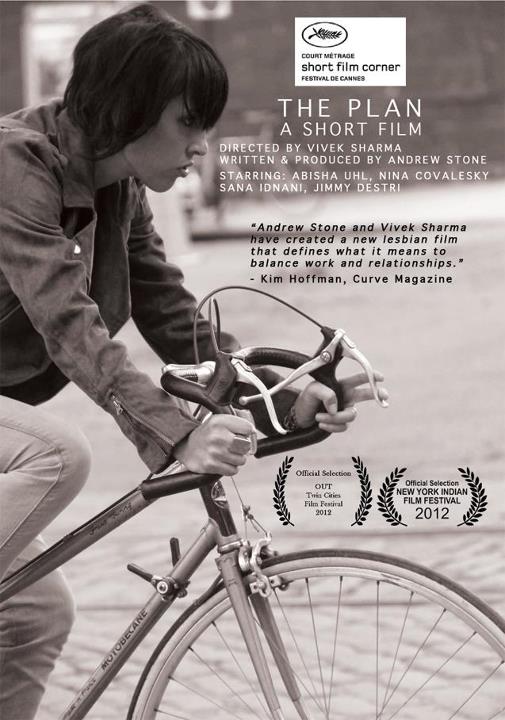 COURT MÉTRAGE
short film corner
FESTIVAL DE CANNES
THE PLAN
A SHORT FILM
DIRECTED BY VIVEK SHARMA
WRITTEN & PRODUCED BY ANDREW STONE
STARRING: ABISHA UHL, NINA COVALESKY
SANA IDNANI, JIMMY DESTRI
"Andrew Stone and Vivek Sharma
have created a new lesbian film
that defines what it means to
balance work and relationships."
- Kim Hoffman, Curve Magazine
Official Selection
OUT
Twin Cities
Film Festival
2012
Official Selection
NEW YORK INDIAN
FILM FESTIVAL
2012
MOTOBECANE